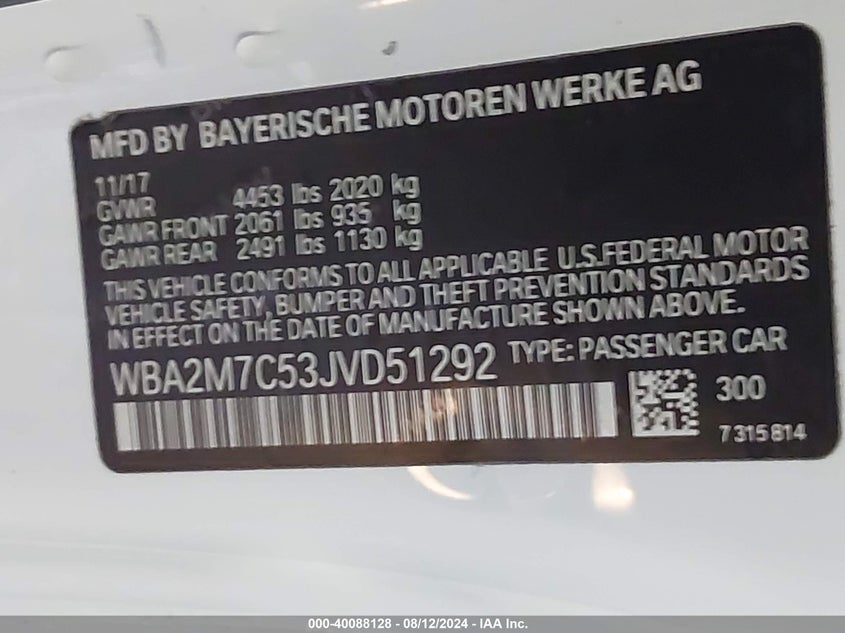 MFD BY BAYERISCHE MOTOREN WERKE AG
11/17
GVWR 4453 lbs 2020 kg
GAWR FRONT 2061 lbs 935 kg
GAWR REAR 2491 lbs 1130 kg
THIS VEHICLE CONFORMS TO ALL APPLICABLE U.S.FEDERAL MOTOR
VEHICLE SAFETY, BUMPER AND THEFT PREVENTION STANDARDS
IN EFFECT ON THE DATE OF MANUFACTURE SHOWN ABOVE.
WBA2M7C53JVD51292 TYPE: PASSENGER CAR
300
7315814
000-40088128 - 08/12/2024 - IAA Inc.